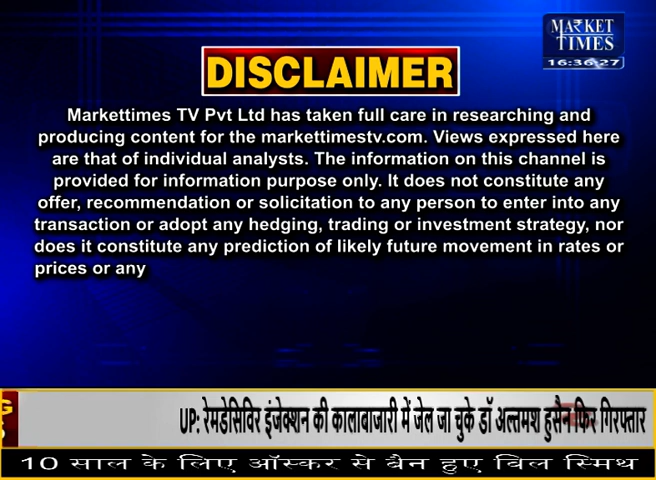 MARKET
TIMES
16:36:27
DISCLAIMER
Markettimes TV Pvt Ltd has taken full care in researching and
producing content for the markettimestv.com. Views expressed here
are that of individual analysts. The information on this channel is
provided for information purpose only. It does not constitute any
offer, recommendation or solicitation to any person to enter into any
transaction or adopt any hedging, trading or investment strategy, nor
does it constitute any prediction of likely future movement in rates or
prices or any
UP: रेमडेसिविर इंजेक्शन की कालाबाजारी में जेल जा चुके डॉ अल्तमश हुसैन फिर गिरफ्तार
10 साल के लिए ऑस्कर से बैन हुए विल स्मिथ